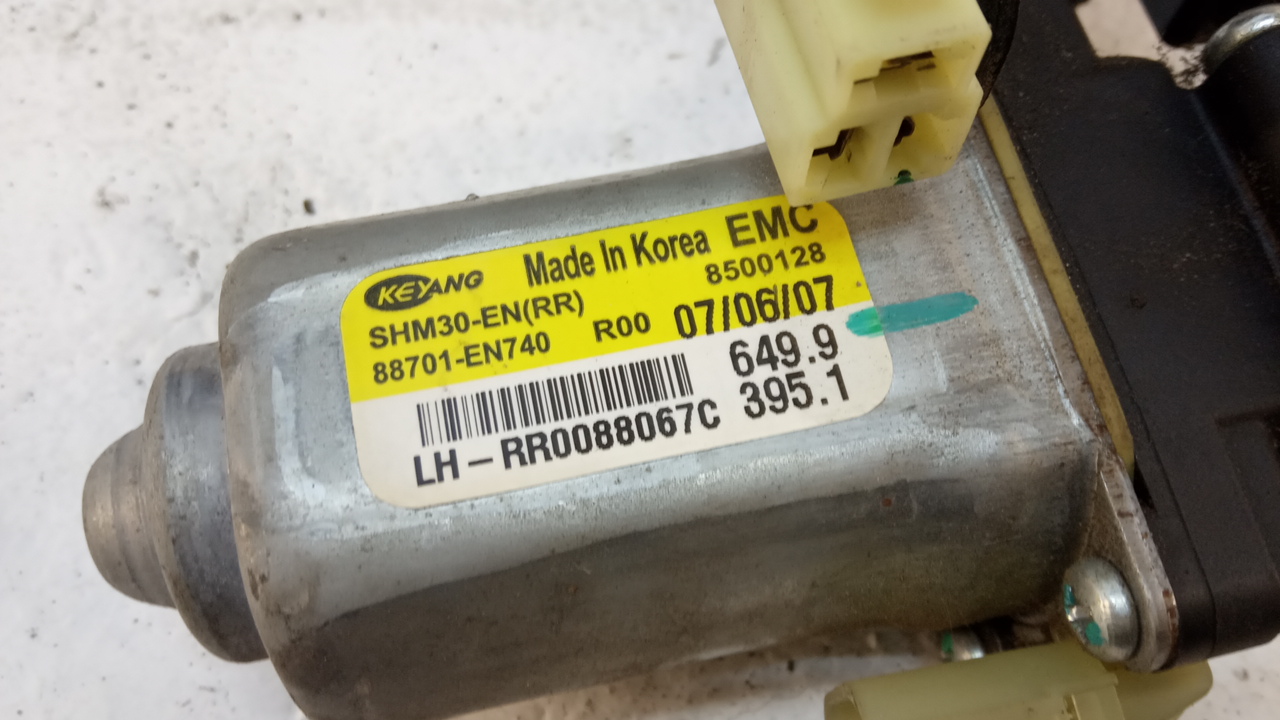 KEYANG Made In Korea EMC
SHM30-EN(RR) 8500128
88701-EN740 R00 07/06/07
649.9
395.1
LH-RR0088067C